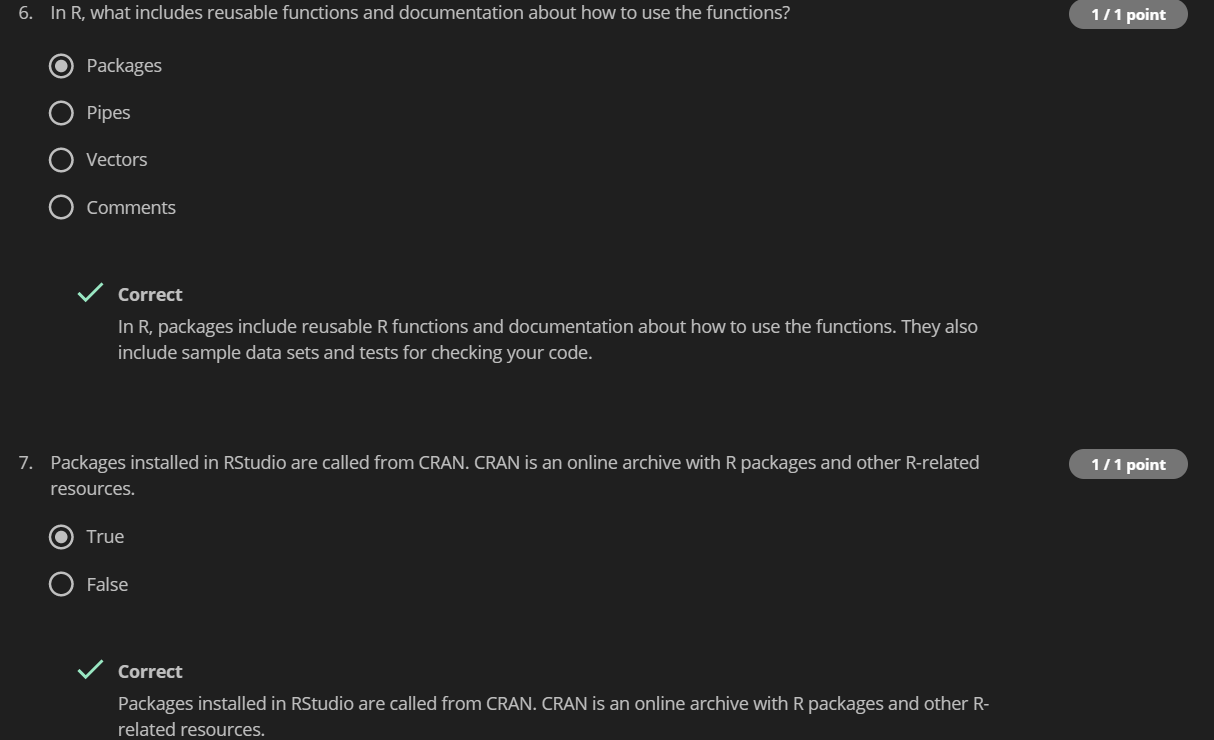 6. In R, what includes reusable functions and documentation about how to use the functions?
1 / 1 point
Packages
Pipes
Vectors
Comments
Correct
In R, packages include reusable R functions and documentation about how to use the functions. They also
include sample data sets and tests for checking your code.
7. Packages installed in RStudio are called from CRAN. CRAN is an online archive with R packages and other R-related
resources.
1 / 1 point
True
False
Correct
Packages installed in RStudio are called from CRAN. CRAN is an online archive with R packages and other R-
related resources.